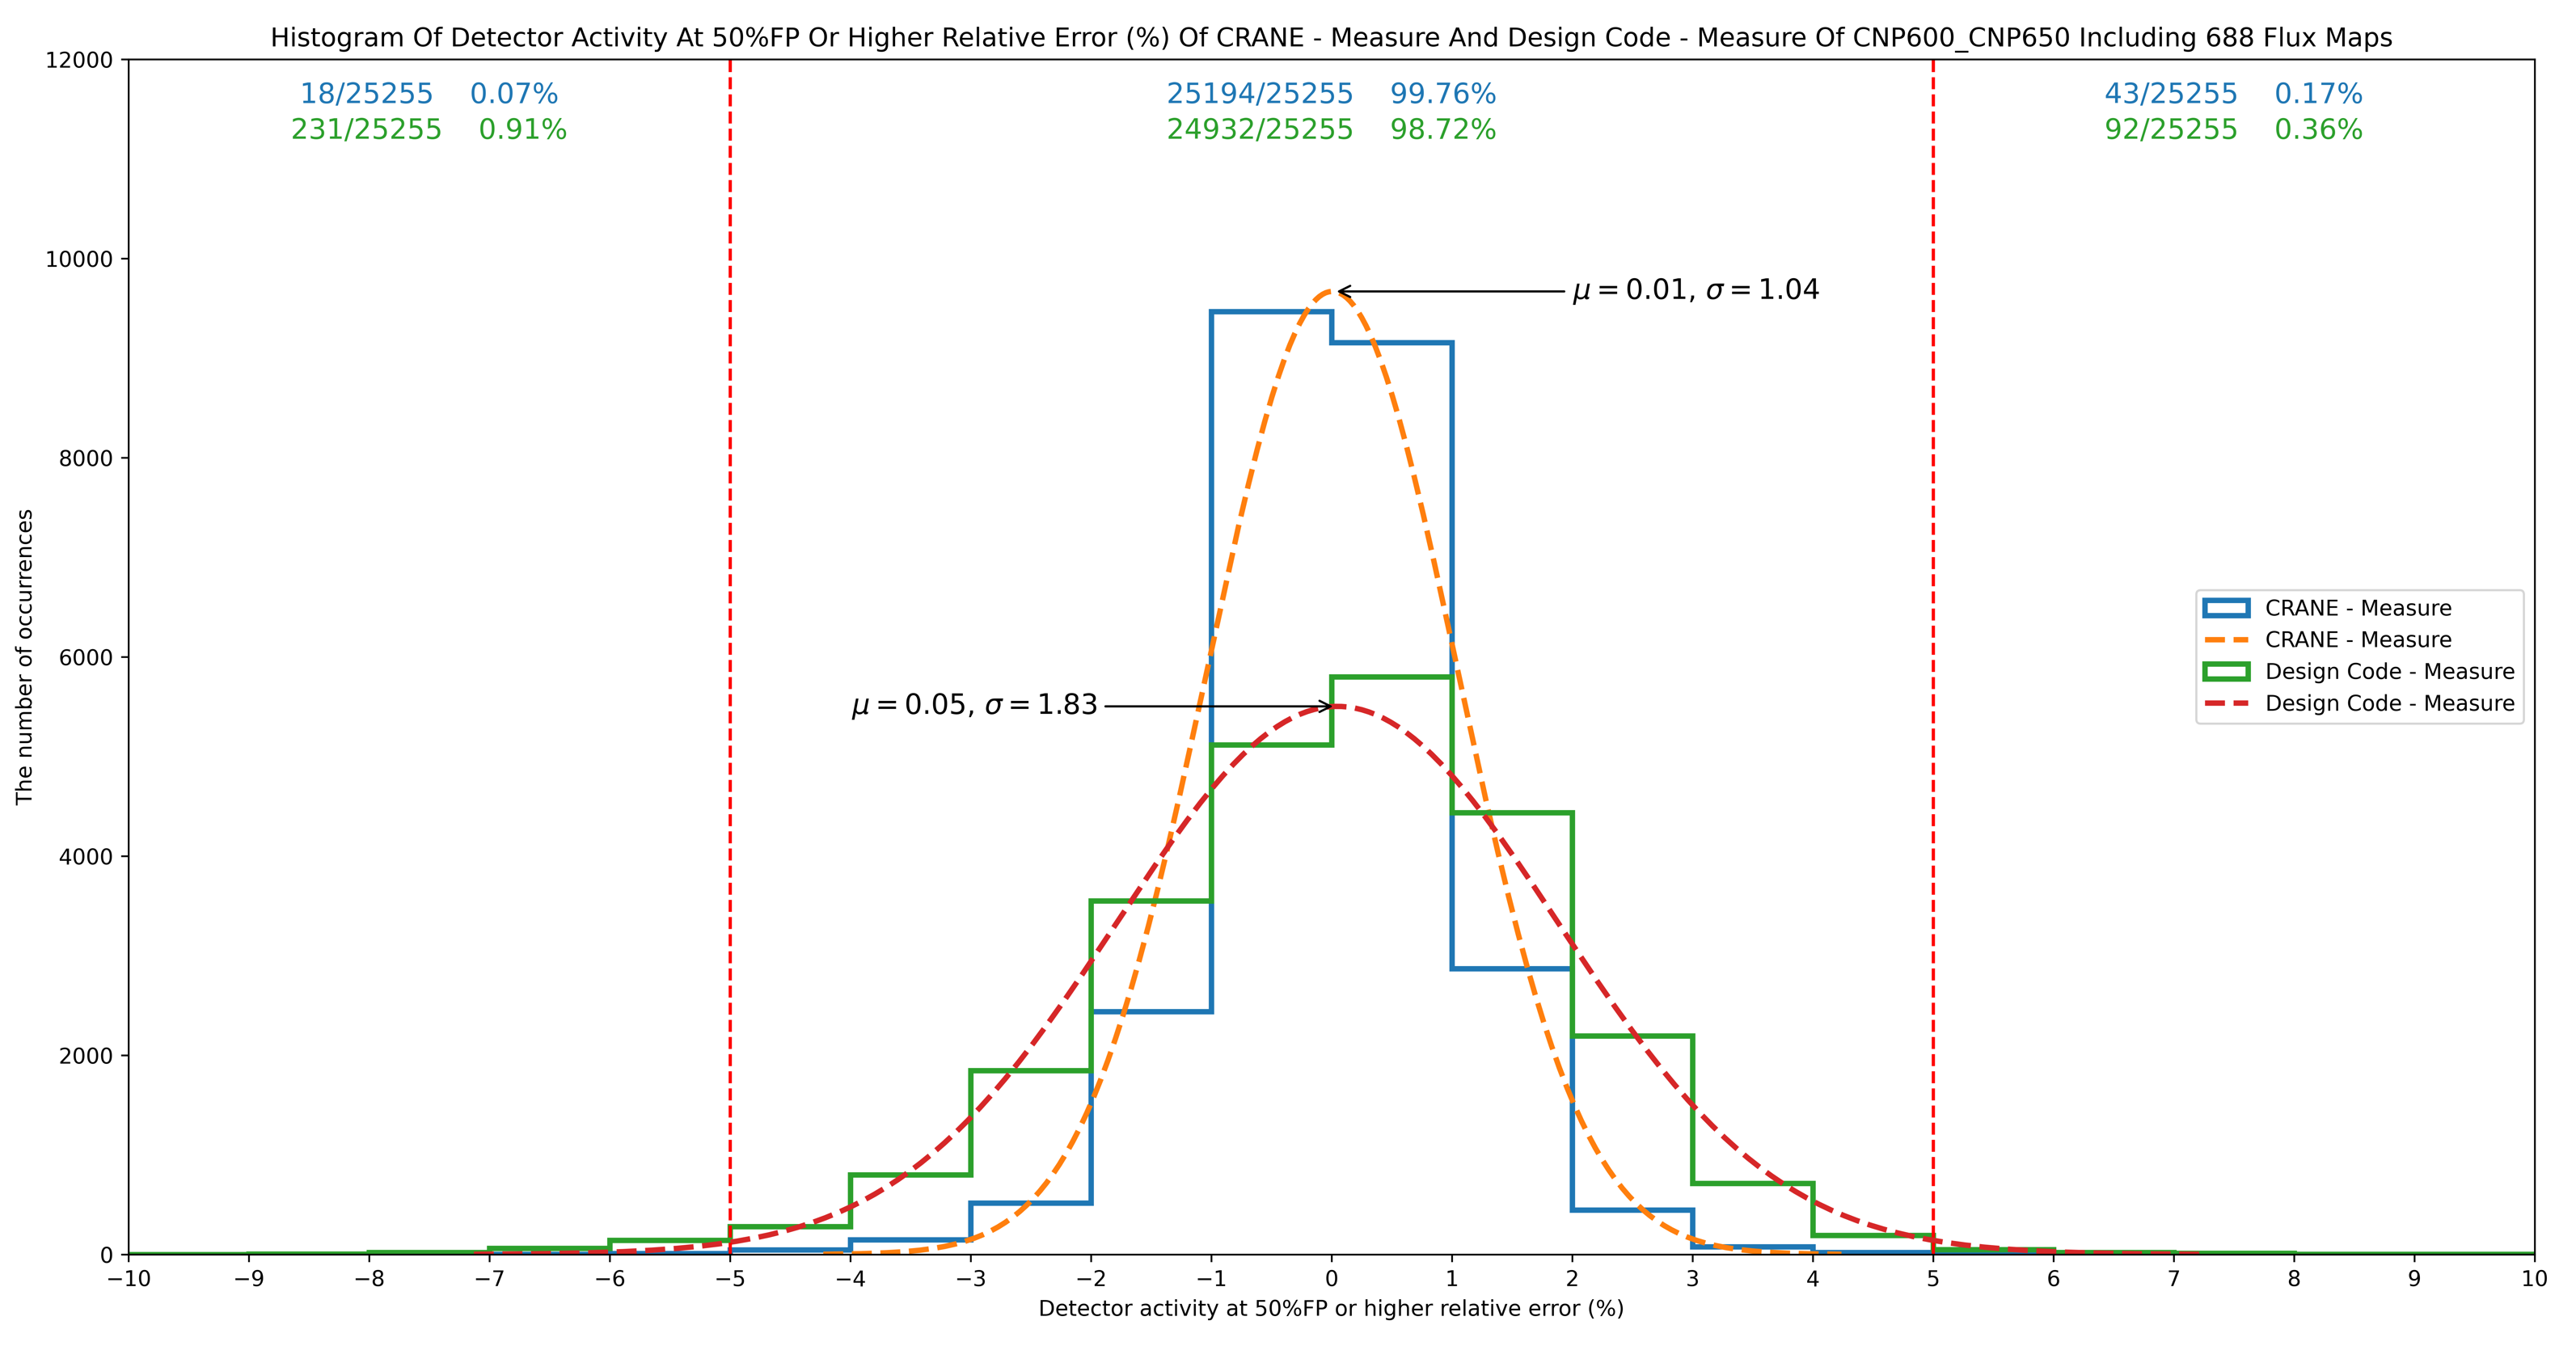 Histogram Of Detector Activity At 50%FP Or Higher Relative Error (%) Of CRANE - Measure And Design Code - Measure Of CNP600_CNP650 Including 688 Flux Maps
12000
10000
8000
6000
4000
2000
0
The number of occurrences
18/25255 0.07%
231/25255 0.91%
25194/25255 99.76%
24932/25255 98.72%
43/25255 0.17%
92/25255 0.36%
μ = 0.01, σ = 1.04
μ = 0.05, σ = 1.83
CRANE - Measure
CRANE - Measure
Design Code - Measure
Design Code - Measure
−10 −9 −8 −7 −6 −5 −4 −3 −2 −1 0 1 2 3 4 5 6 7 8 9 10
Detector activity at 50%FP or higher relative error (%)